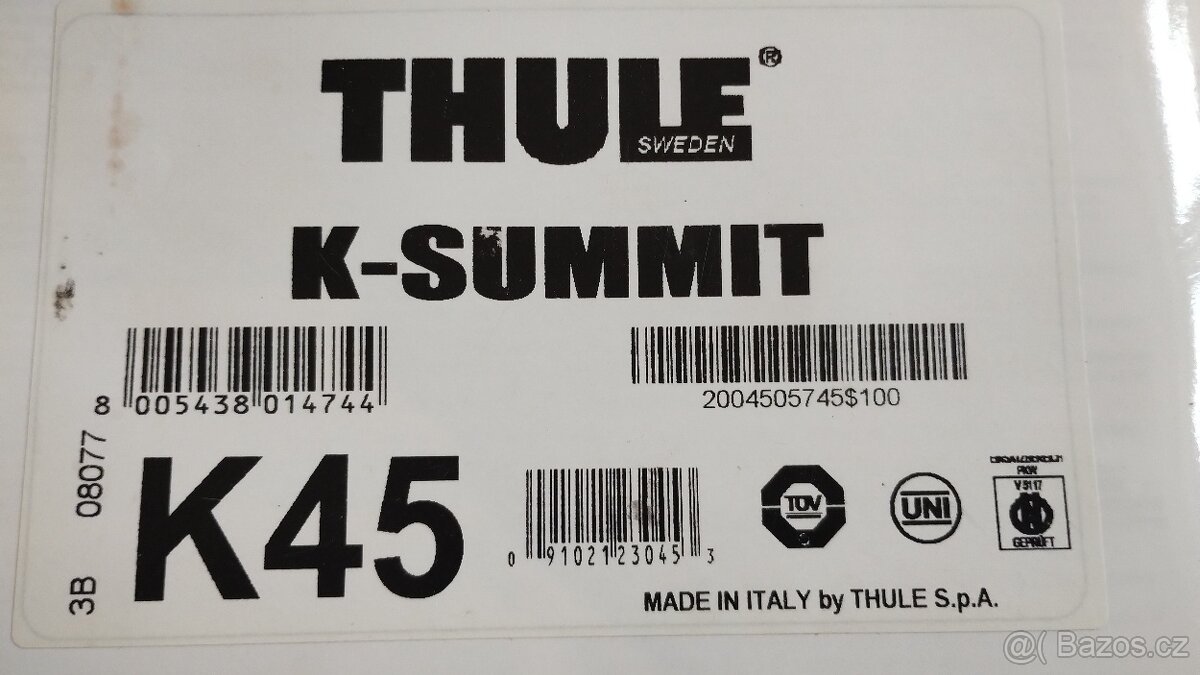 THULE®
SWEDEN
K-SUMMIT
8 005438 014744
2004505745$100
3B 08077
K45
0 91021 23045 3
TÜV
UNI
V 5117
GEPRÜFT
MADE IN ITALY by THULE S.p.A.
@( Bazos.cz